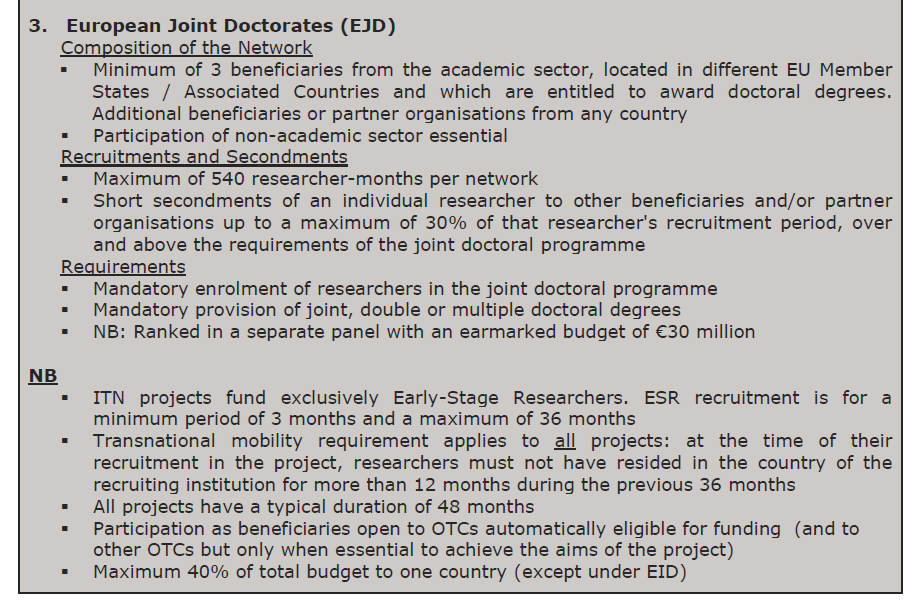 3. European Joint Doctorates (EJD)
Composition of the Network
▪ Minimum of 3 beneficiaries from the academic sector, located in different EU Member
States / Associated Countries and which are entitled to award doctoral degrees.
Additional beneficiaries or partner organisations from any country
▪ Participation of non-academic sector essential
Recruitments and Secondments
▪ Maximum of 540 researcher-months per network
▪ Short secondments of an individual researcher to other beneficiaries and/or partner
organisations up to a maximum of 30% of that researcher's recruitment period, over
and above the requirements of the joint doctoral programme
Requirements
▪ Mandatory enrolment of researchers in the joint doctoral programme
▪ Mandatory provision of joint, double or multiple doctoral degrees
▪ NB: Ranked in a separate panel with an earmarked budget of €30 million
NB
▪ ITN projects fund exclusively Early-Stage Researchers. ESR recruitment is for a
minimum period of 3 months and a maximum of 36 months
▪ Transnational mobility requirement applies to all projects: at the time of their
recruitment in the project, researchers must not have resided in the country of the
recruiting institution for more than 12 months during the previous 36 months
▪ All projects have a typical duration of 48 months
▪ Participation as beneficiaries open to OTCs automatically eligible for funding (and to
other OTCs but only when essential to achieve the aims of the project)
▪ Maximum 40% of total budget to one country (except under EID)